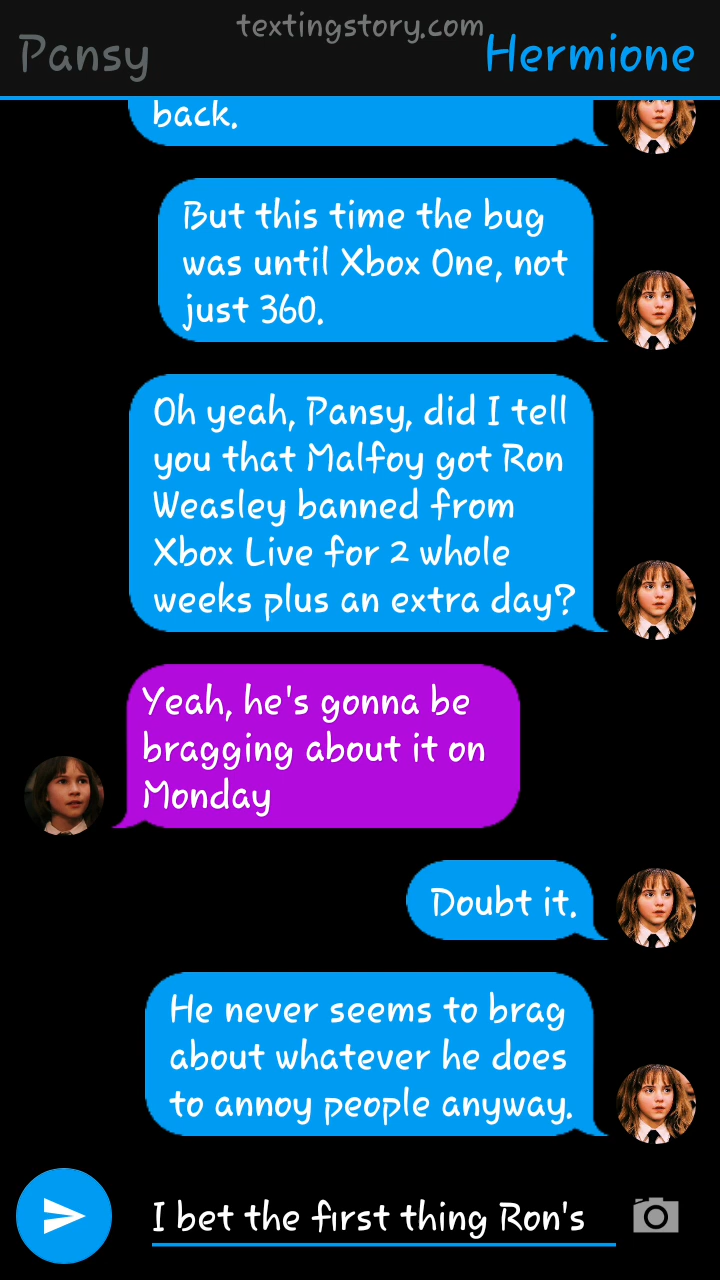 textingstory.com
Pansy
Hermione
back.
But this time the bug
was until Xbox One, not
just 360.
Oh yeah, Pansy, did I tell
you that Malfoy got Ron
Weasley banned from
Xbox Live for 2 whole
weeks plus an extra day?
Yeah, he's gonna be
bragging about it on
Monday
Doubt it.
He never seems to brag
about whatever he does
to annoy people anyway.
I bet the first thing Ron's